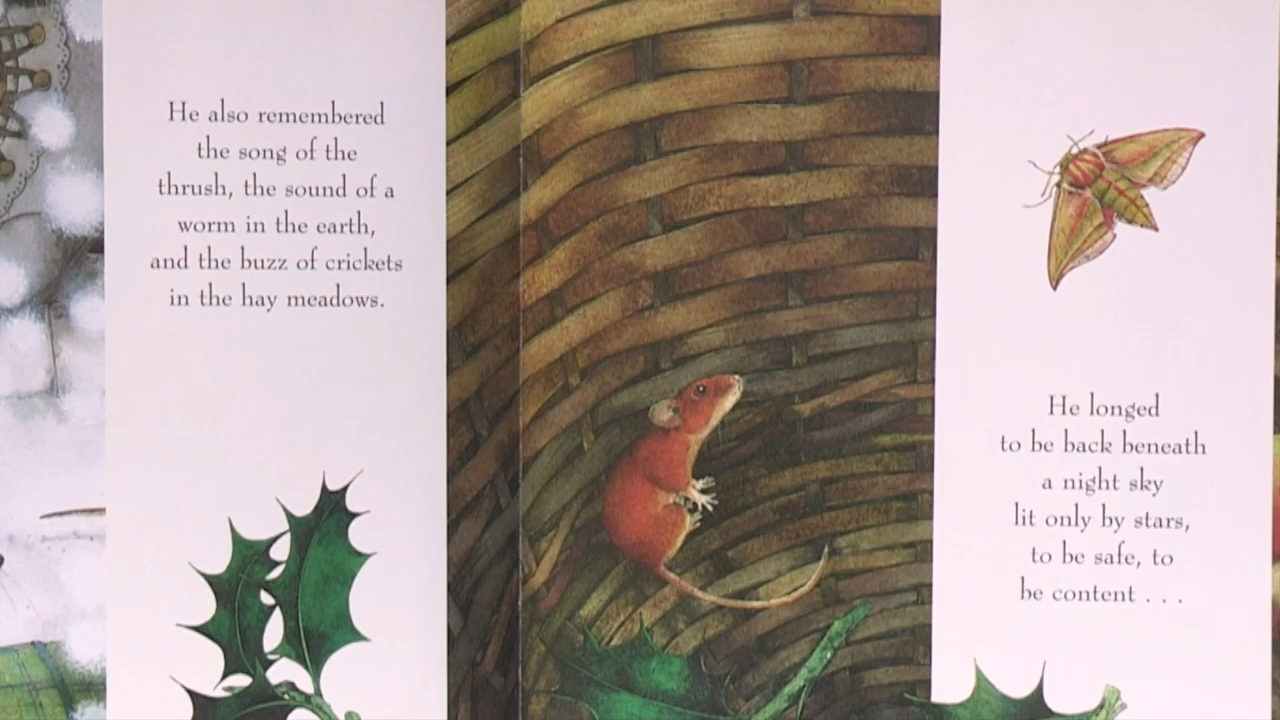 He also remembered
the song of the
thrush, the sound of a
worm in the earth,
and the buzz of crickets
in the hay meadows.
He longed
to be back beneath
a night sky
lit only by stars,
to be safe, to
be content . . .